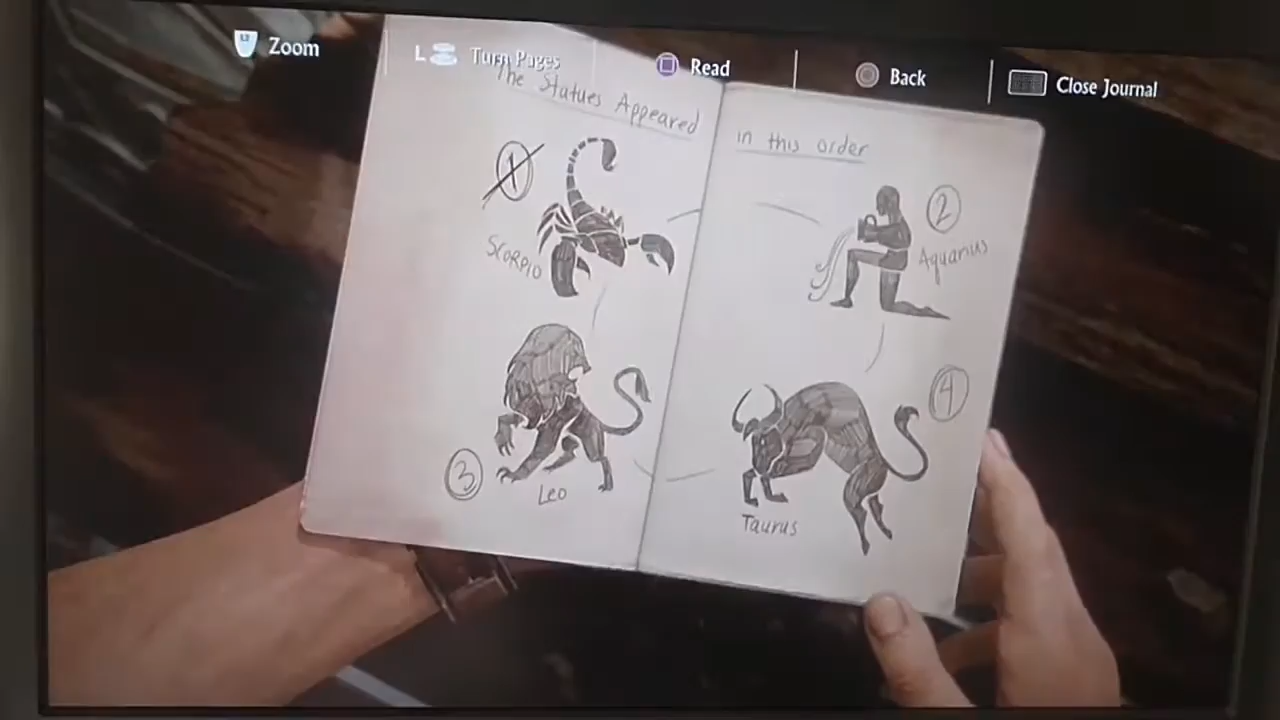 L2 Zoom
L Turn Pages
Read
Back
Close Journal
The Statues Appeared
in this order
1
Scorpio
2
Aquarius
3
Leo
4
Taurus